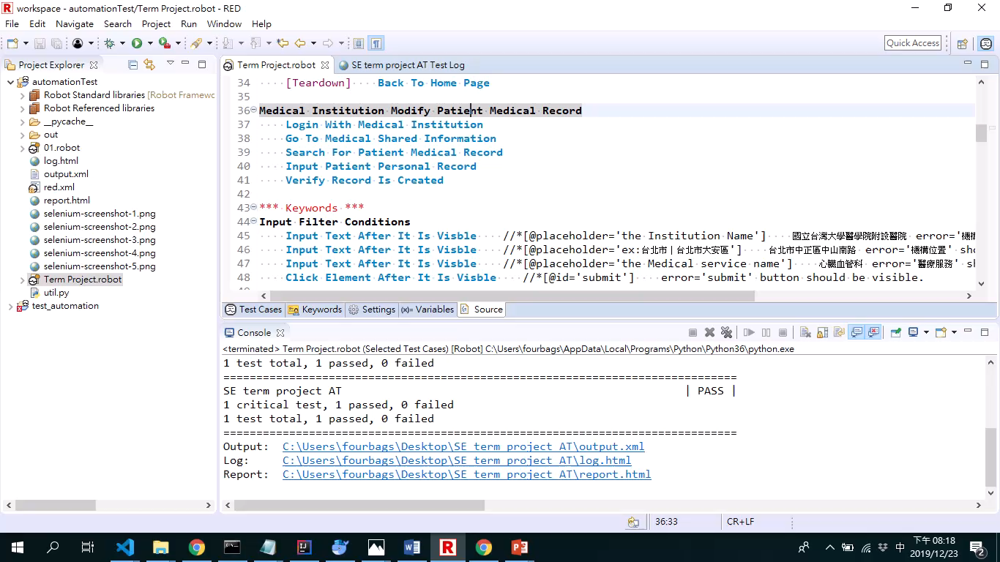 workspace - automationTest/Term Project.robot - RED
File Edit Navigate Search Project Run Window Help
Quick Access
Project Explorer
automationTest
Robot Standard libraries [Robot Framewo
Robot Referenced libraries
__pycache__
out
01.robot
log.html
output.xml
red.xml
report.html
selenium-screenshot-1.png
selenium-screenshot-2.png
selenium-screenshot-3.png
selenium-screenshot-4.png
selenium-screenshot-5.png
Term Project.robot
util.py
test_automation
Term Project.robot SE term project AT Test Log
34 [Teardown] Back To Home Page
35
36 Medical Institution Modify Patient Medical Record
37 Login With Medical Institution
38 Go To Medical Shared Information
39 Search For Patient Medical Record
40 Input Patient Personal Record
41 Verify Record Is Created
42
43 *** Keywords ***
44 Input Filter Conditions
45 Input Text After It Is Visble //*[@placeholder='the Institution Name'] 國立台灣大學醫學院附設醫院 error='機構
46 Input Text After It Is Visble //*[@placeholder='ex:台北市|台北市大安區'] 台北市中正區中山南路 error='機構位置' sho
47 Input Text After It Is Visble //*[@placeholder='the Medical service name'] 心臟血管科 error='醫療服務' sh
48 Click Element After It Is Visble //*[@id='submit'] error='submit' button should be visible.
Test Cases Keywords Settings (x)= Variables Source
Console
<terminated> Term Project.robot (Selected Test Cases) [Robot] C:\Users\fourbags\AppData\Local\Programs\Python\Python36\python.exe
1 test total, 1 passed, 0 failed
==============================================================================
SE term project AT | PASS |
1 critical test, 1 passed, 0 failed
1 test total, 1 passed, 0 failed
==============================================================================
Output: C:\Users\fourbags\Desktop\SE term project AT\output.xml
Log: C:\Users\fourbags\Desktop\SE term project AT\log.html
Report: C:\Users\fourbags\Desktop\SE term project AT\report.html
36:33 CR+LF
中
下午 08:18
2019/12/23
2